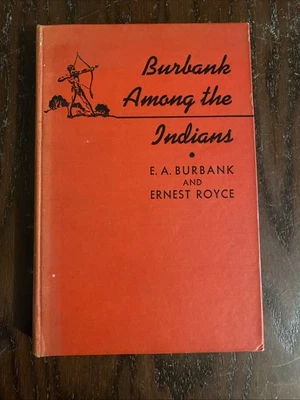 Burbank
Among the
Indians
•
E. A. BURBANK
AND
ERNEST ROYCE